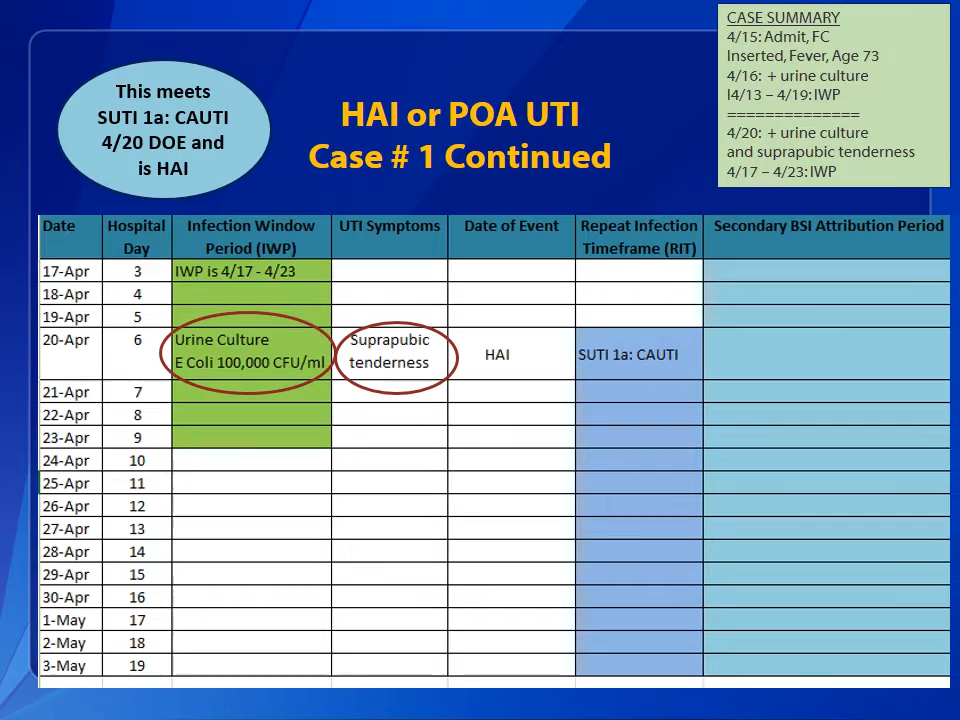 This meets
SUTI 1a: CAUTI
4/20 DOE and
is HAI
HAI or POA UTI
Case # 1 Continued
CASE SUMMARY
4/15: Admit, FC
Inserted, Fever, Age 73
4/16:  + urine culture
I4/13 – 4/19: IWP
==============
4/20:  + urine culture
and suprapubic tenderness
4/17 – 4/23: IWP
Date Hospital Day Infection Window Period (IWP) UTI Symptoms Date of Event Repeat Infection Timeframe (RIT) Secondary BSI Attribution Period
17-Apr 3 IWP is 4/17 - 4/23
18-Apr 4
19-Apr 5
20-Apr 6 Urine Culture E Coli 100,000 CFU/ml Suprapubic tenderness HAI SUTI 1a: CAUTI
21-Apr 7
22-Apr 8
23-Apr 9
24-Apr 10
25-Apr 11
26-Apr 12
27-Apr 13
28-Apr 14
29-Apr 15
30-Apr 16
1-May 17
2-May 18
3-May 19